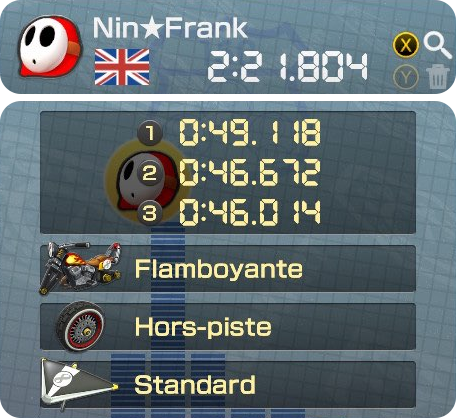 Nin★Frank
X
2:21.804
Y
1 0:49.118
2 0:46.672
3 0:46.014
Flamboyante
Hors-piste
Standard